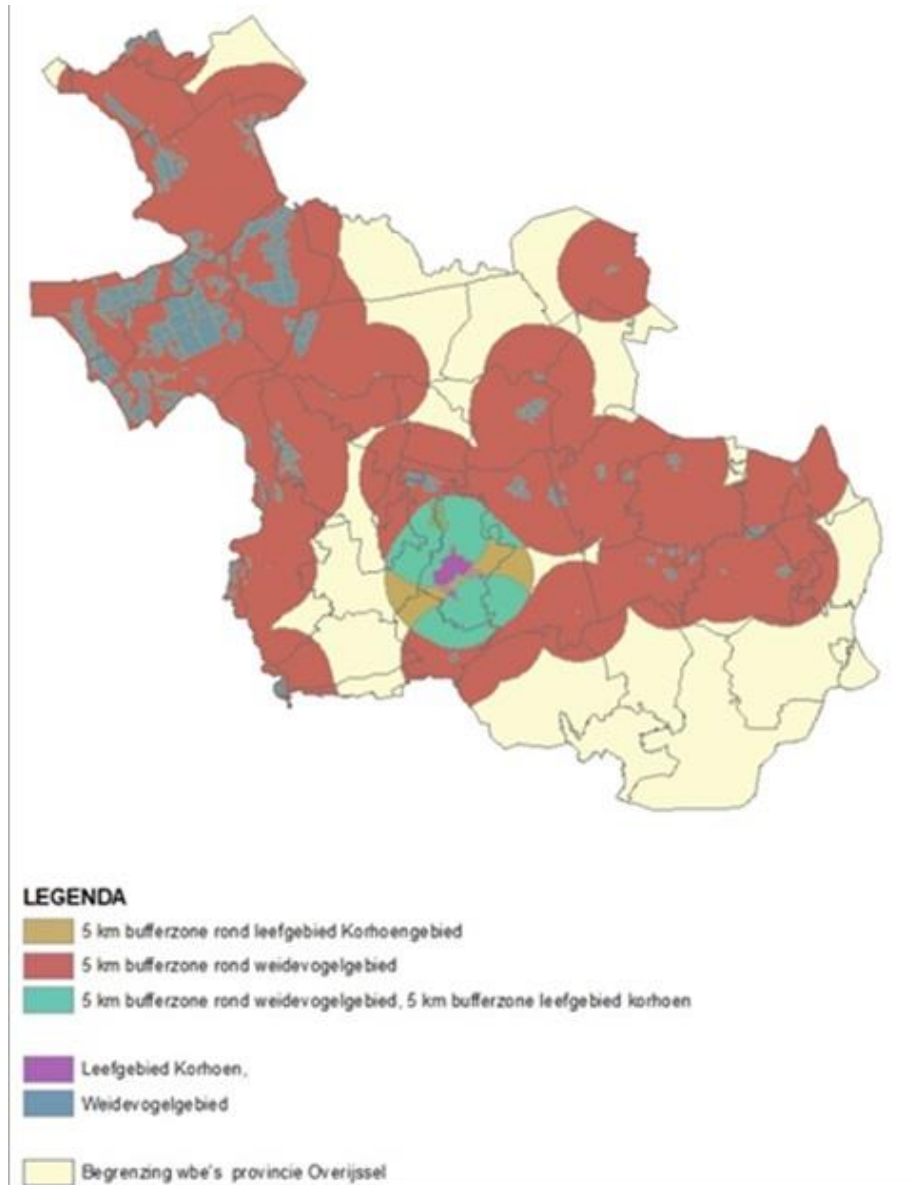 LEGENDA
5 km bufferzone rond leefgebied Korhoengebied
5 km bufferzone rond weidevogelgebied
5 km bufferzone rond weidevogelgebied, 5 km bufferzone leefgebied korhoen
Leefgebied Korhoen,
Weidevogelgebied
Begrenzing wbe's provincie Overijssel